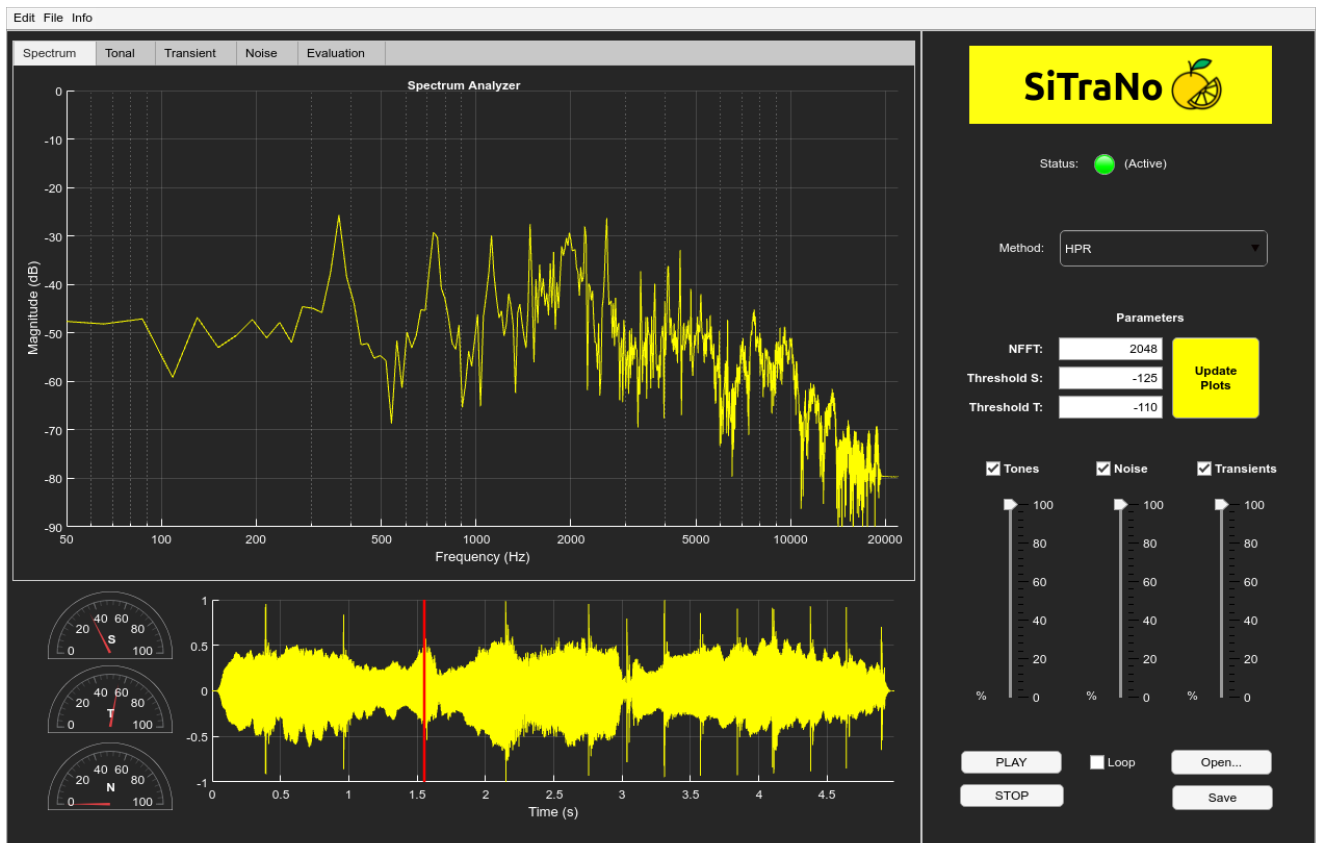 Edit File Info
Spectrum Tonal Transient Noise Evaluation
Spectrum Analyzer
0
-10
-20
-30
-40
-50
-60
-70
-80
-90
Magnitude (dB)
50 100 200 500 1000 2000 5000 10000 20000
Frequency (Hz)
0 20 40 60 80 100
S
0 20 40 60 80 100
T
0 20 40 60 80 100
N
1
0.5
0
-0.5
-1
0 0.5 1 1.5 2 2.5 3 3.5 4 4.5
Time (s)
SiTraNo
Status: (Active)
Method: HPR
Parameters
NFFT: 2048
Threshold S: -125
Threshold T: -110
Update
Plots
Tones Noise Transients
100 100 100
80 80 80
60 60 60
40 40 40
20 20 20
% 0 % 0 % 0
PLAY Loop Open...
STOP Save